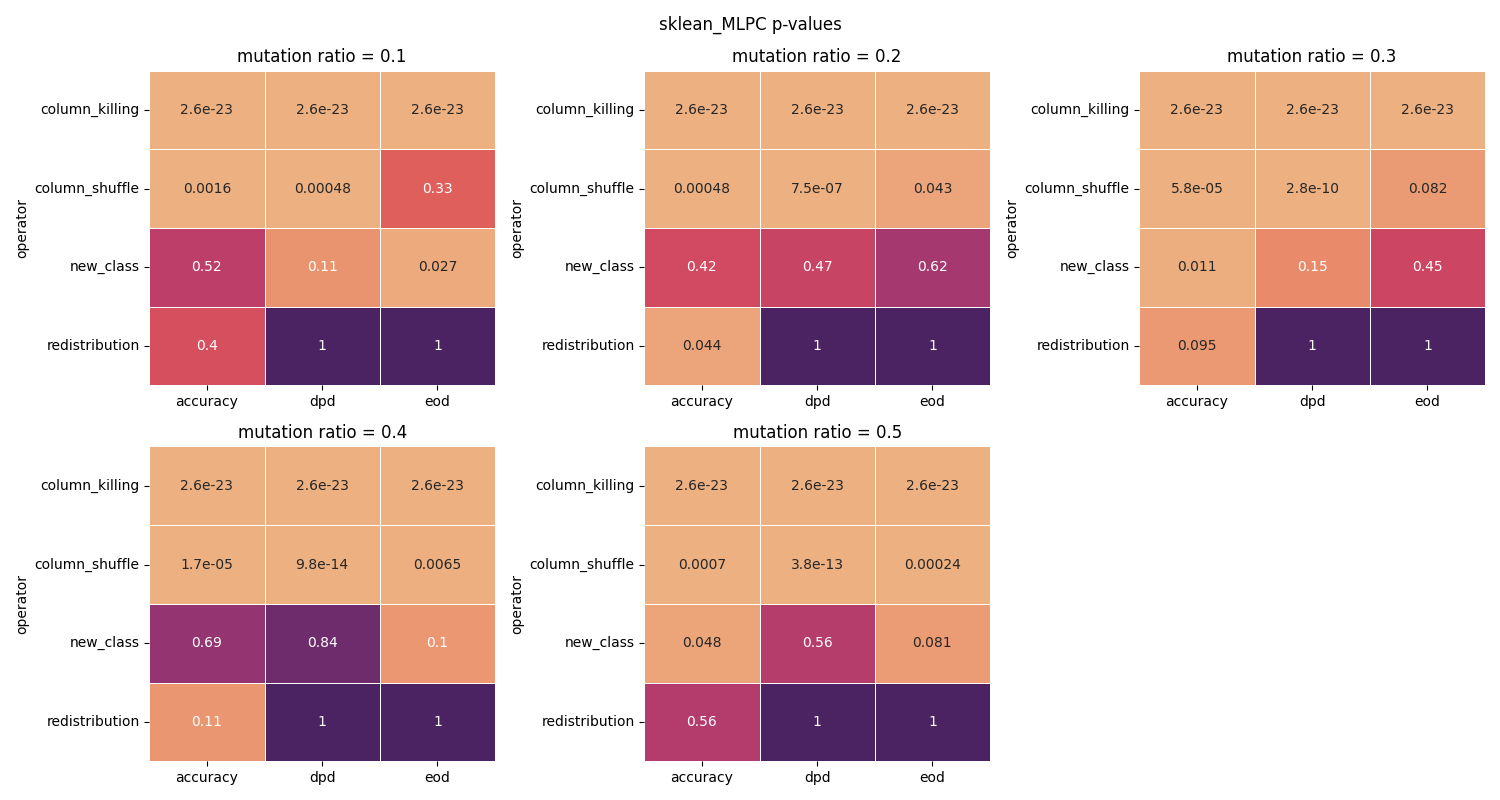 sklean_MLPC p-values
mutation ratio = 0.1
operator
column_killing 2.6e-23 2.6e-23 2.6e-23
column_shuffle 0.0016 0.00048 0.33
new_class 0.52 0.11 0.027
redistribution 0.4 1 1
accuracy dpd eod
mutation ratio = 0.2
operator
column_killing 2.6e-23 2.6e-23 2.6e-23
column_shuffle 0.00048 7.5e-07 0.043
new_class 0.42 0.47 0.62
redistribution 0.044 1 1
accuracy dpd eod
mutation ratio = 0.3
operator
column_killing 2.6e-23 2.6e-23 2.6e-23
column_shuffle 5.8e-05 2.8e-10 0.082
new_class 0.011 0.15 0.45
redistribution 0.095 1 1
accuracy dpd eod
mutation ratio = 0.4
operator
column_killing 2.6e-23 2.6e-23 2.6e-23
column_shuffle 1.7e-05 9.8e-14 0.0065
new_class 0.69 0.84 0.1
redistribution 0.11 1 1
accuracy dpd eod
mutation ratio = 0.5
operator
column_killing 2.6e-23 2.6e-23 2.6e-23
column_shuffle 0.0007 3.8e-13 0.00024
new_class 0.048 0.56 0.081
redistribution 0.56 1 1
accuracy dpd eod